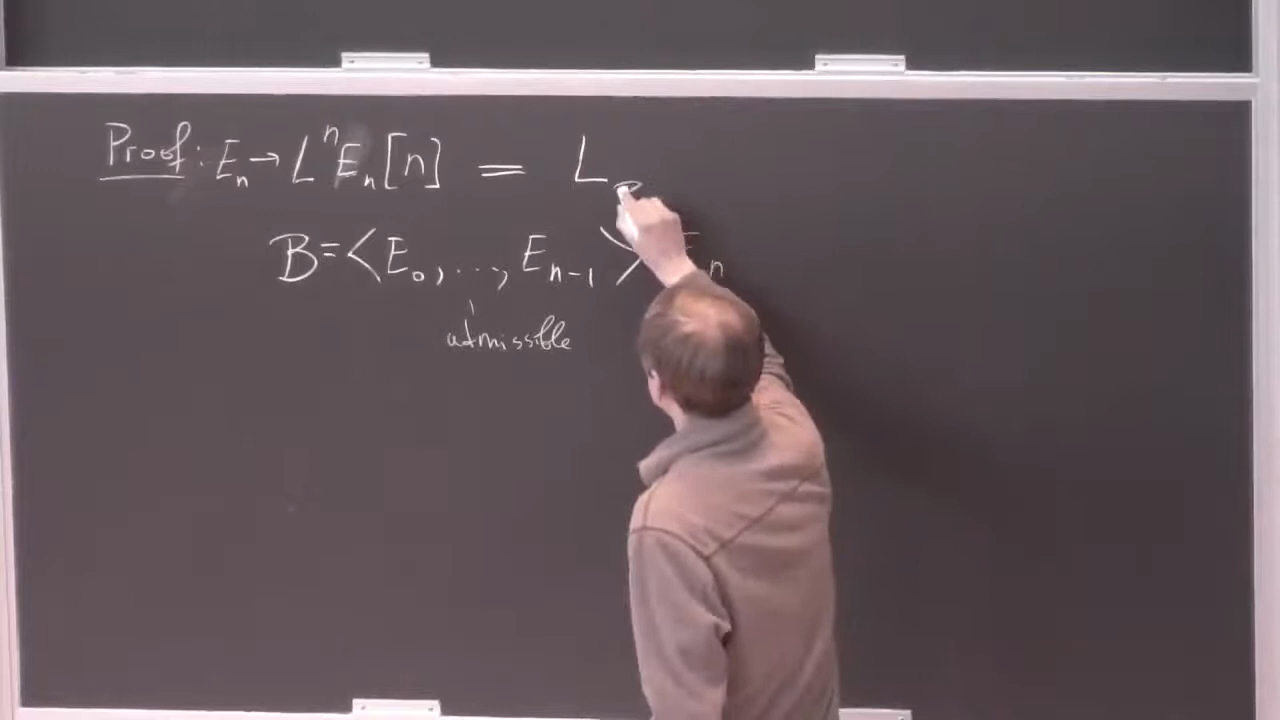 Proof: Eₙ → LⁿEₙ[n] = L
B = <E₀, ..., Eₙ₋₁> Eₙ
admissible